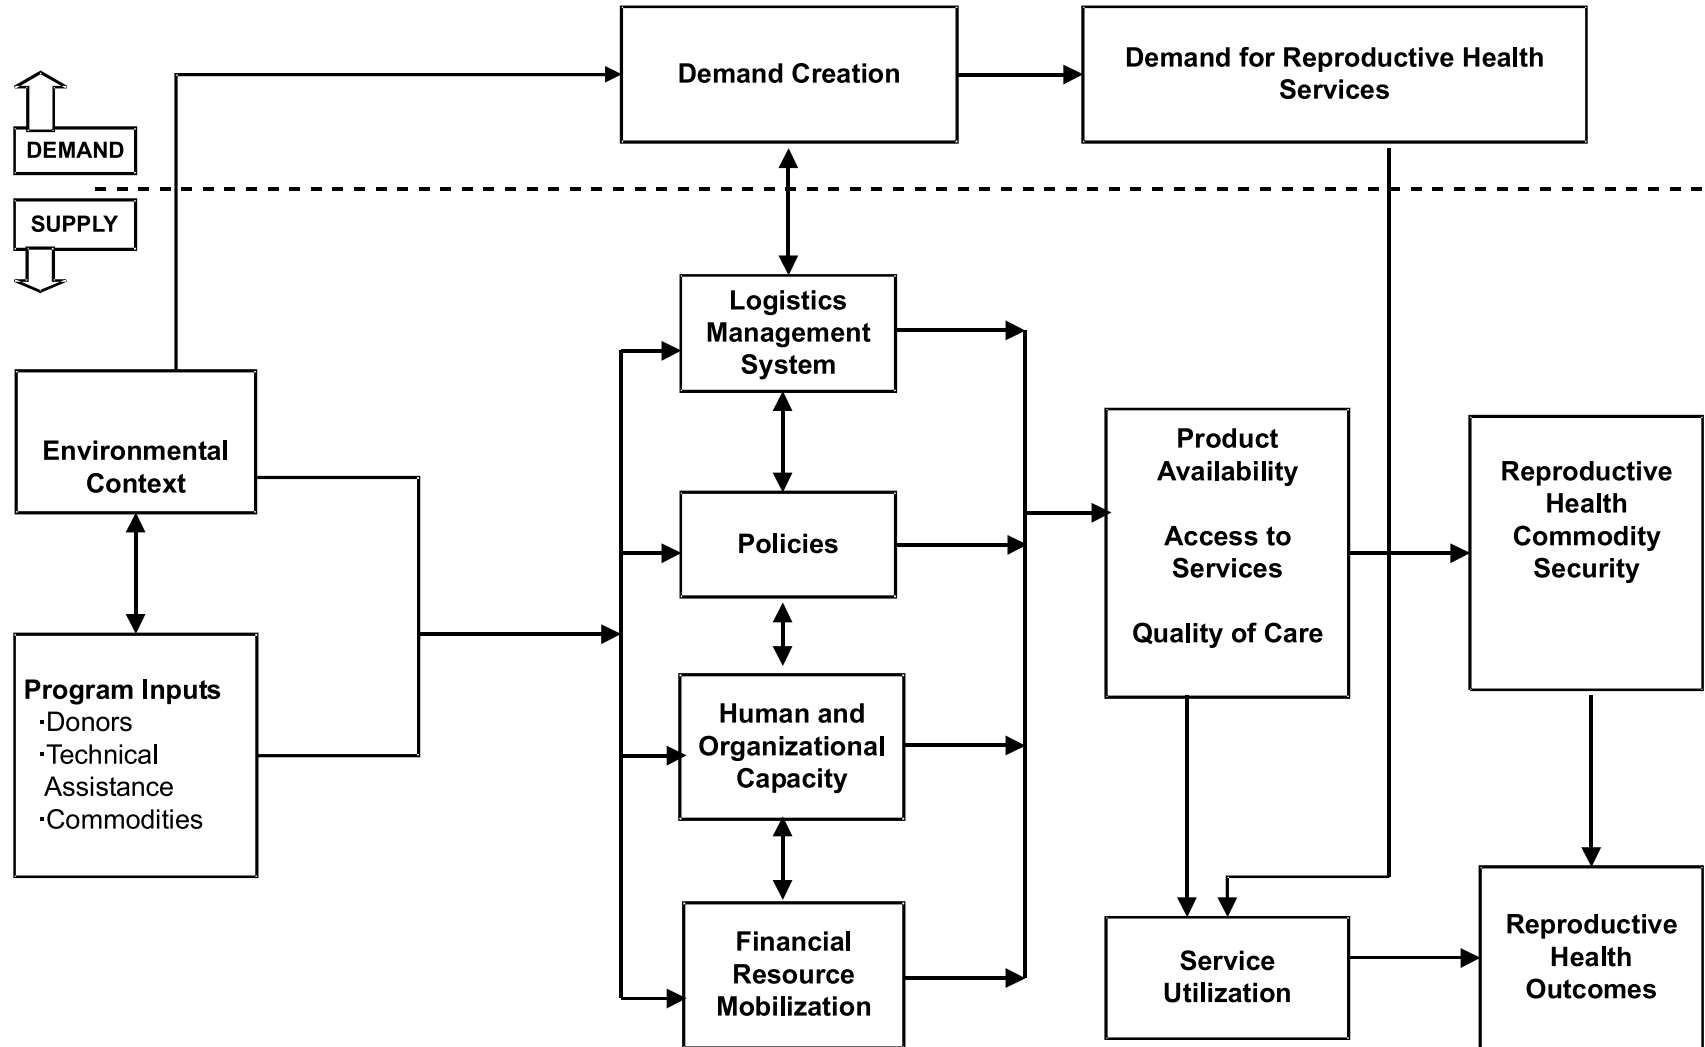 Demand Creation
Demand for Reproductive Health
Services
DEMAND
SUPPLY
Logistics
Management
System
Environmental
Context
Product
Availability
Access to
Services
Quality of Care
Reproductive
Health
Commodity
Security
Policies
Program Inputs
·Donors
·Technical
Assistance
·Commodities
Human and
Organizational
Capacity
Financial
Resource
Mobilization
Service
Utilization
Reproductive
Health
Outcomes